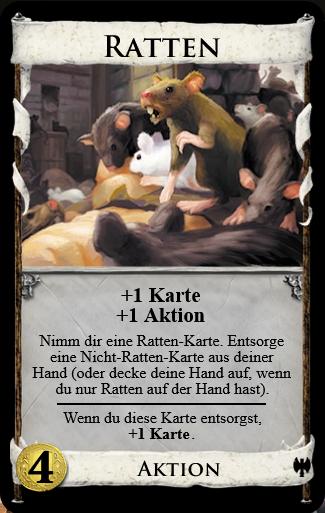 RATTEN
+1 Karte
+1 Aktion
Nimm dir eine Ratten-Karte. Entsorge
eine Nicht-Ratten-Karte aus deiner
Hand (oder decke deine Hand auf, wenn
du nur Ratten auf der Hand hast).
Wenn du diese Karte entsorgst,
+1 Karte.
4
AKTION